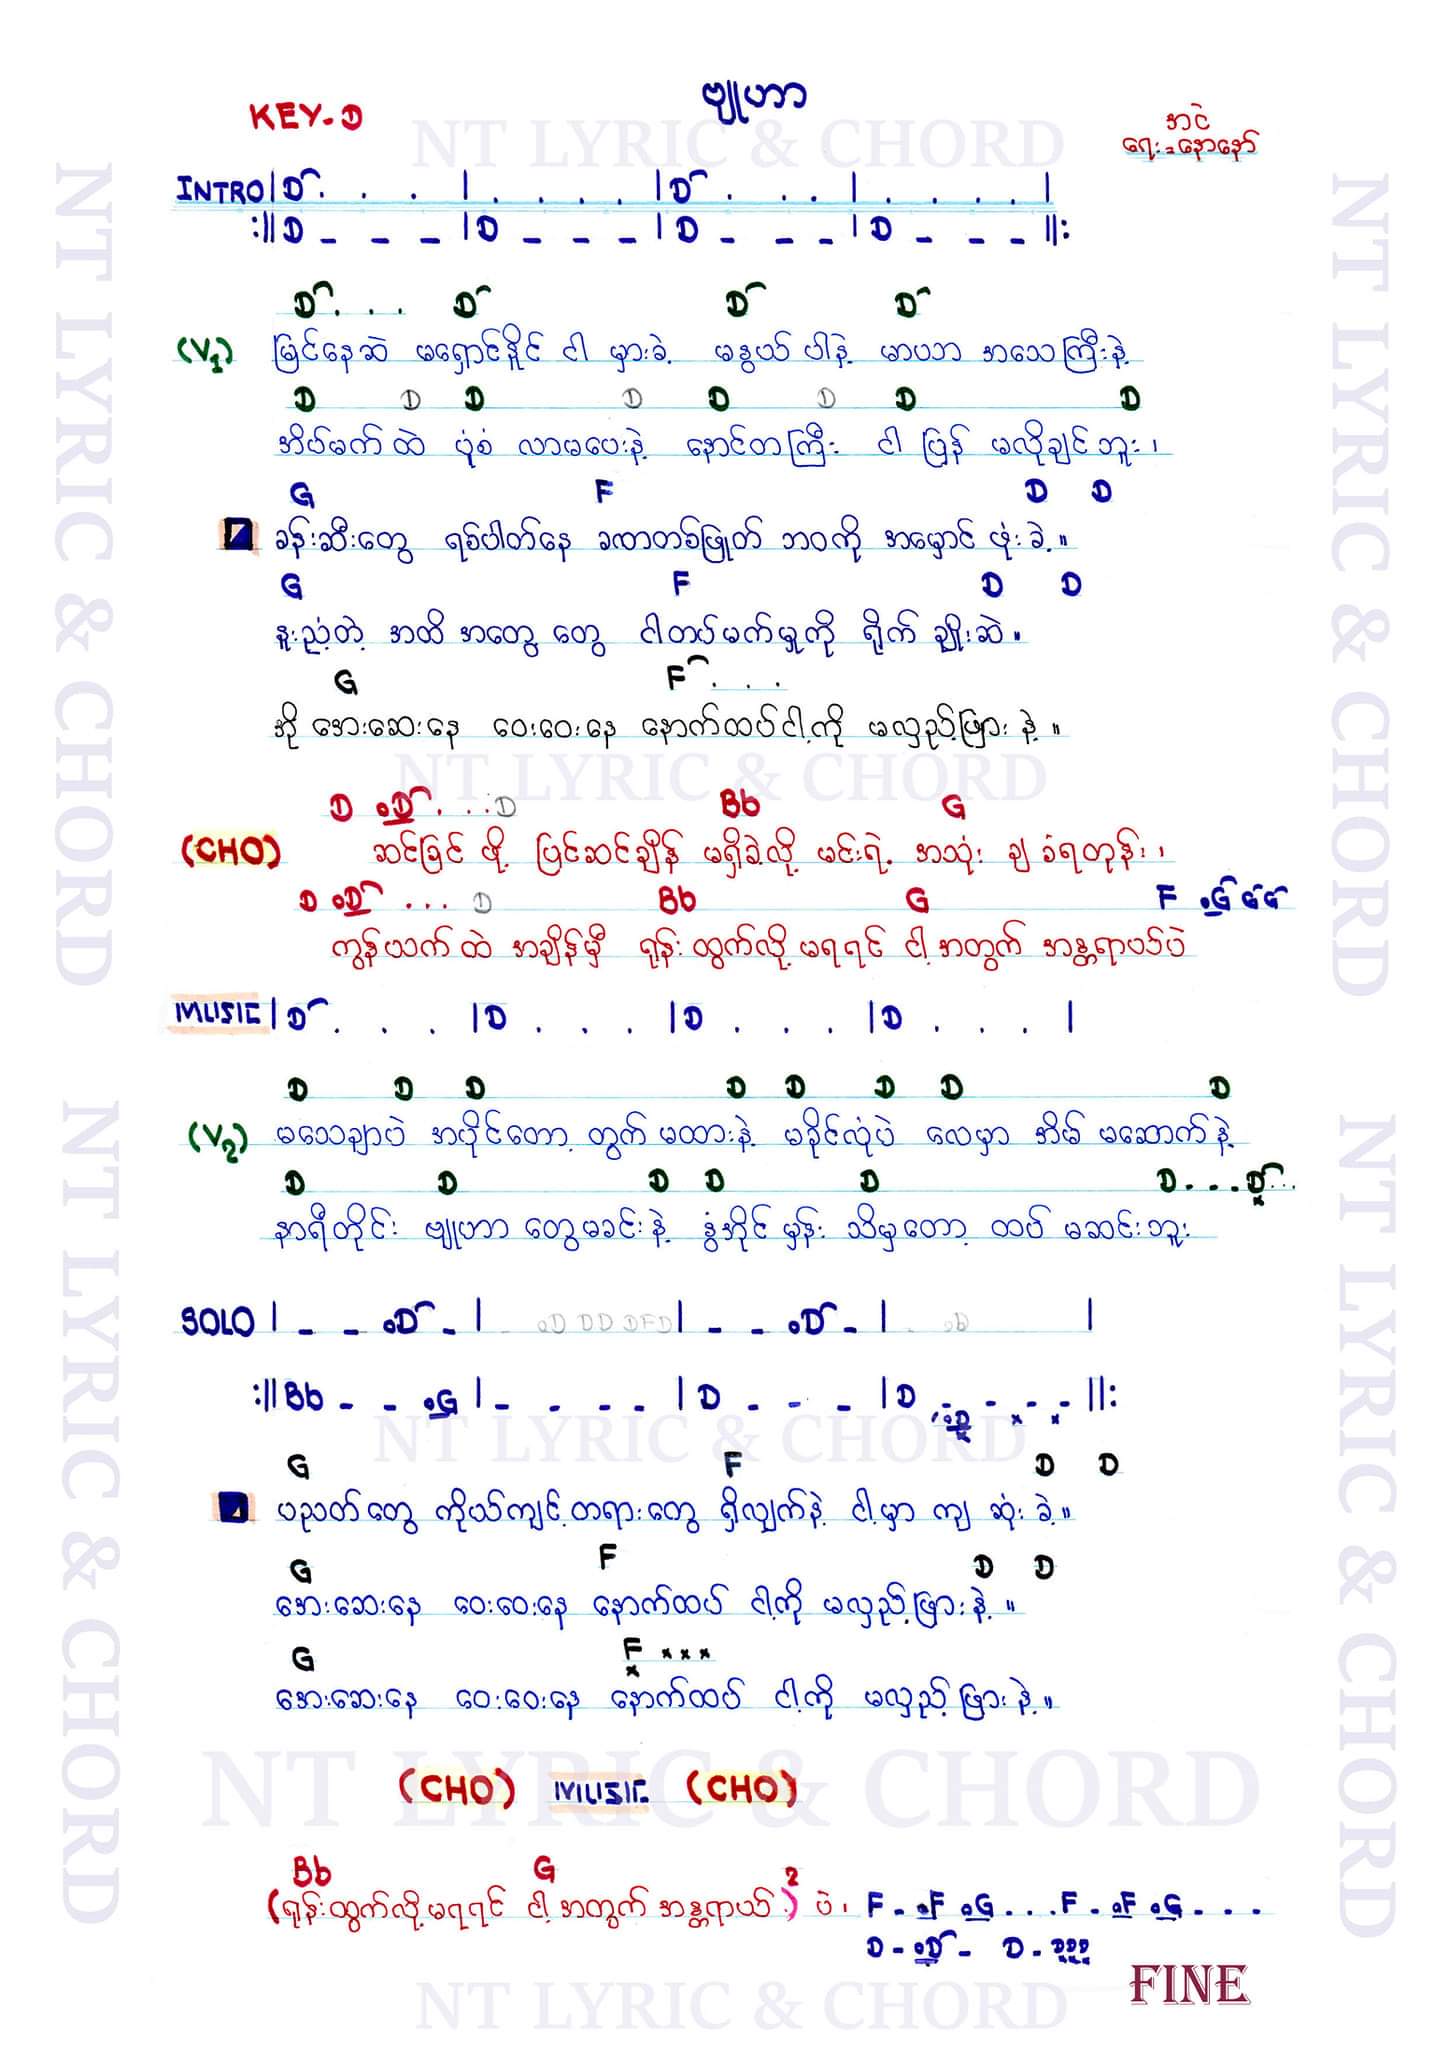 ဗျူဟာ
KEY-D
အငဲ
ရေး=နောနော်
INTRO | D . . . | . . . . | D . . . | . . . . |
:|| D - - - | D - - - | D - - - | D - - - ||:
D . . . D D D
(V1) မြင်နေဆဲ မရှောင်နိုင် ငါ မှားခဲ့ မနွယ် ပါနဲ့ မာယာ အသေကြီးနဲ့
D D D D D D D D
အိပ်မက်ထဲ ပုံစံ လာမပေးနဲ့ နောင်တကြီး ငါ ပြန် မလိုချင်ဘူး ၊
G F D D
ခန်းဆီးတွေ ရစ်ပါတ်နေ ခဏတစ်ဖြုတ် ဘဝကို အမှောင် ဖုံးခဲ့ ။
G F D D
နူးညံ့တဲ့ အထိ အတွေ့ တွေ ငါတပ်မက်မှုကို ရိုက် ချိုးဆဲ ။
G F . . .
အို အေးဆေးနေ ဝေးဝေးနေ နောက်ထပ်ငါ့ကို မလှည့်ဖြား နဲ့ ။
D D . . . D Bb G
(CHO) ဆင်ခြင် ဖို့ ပြင်ဆင်ချိန် မရှိခဲ့လို့ မင်းရဲ့ အသုံး ချ ခံရတုန်း ၊
D D . . . D Bb G F G G G
ကွန်ယက်ထဲ အချိန်မှီ ရုန်းထွက်လို့ မရရင် ငါ့အတွက် အန္တရာယ်ပဲ
MUSIC | D . . . | D . . . | D . . . | D . . . |
D D D D D D D D
(V2) မသေချာပဲ အပိုင်တော့ တွက် မထားနဲ့ မခိုင်လုံပဲ လေမှာ အိမ် မဆောက်နဲ့
D D D D D D . . . D . . .
နာရီတိုင်း ဗျူဟာ တွေမခင်းနဲ့ နွံအိုင်မှန်း သိမှတော့ ထပ် မဆင်းဘူး
SOLO | - - D - | D DD DFD | - - D - | D |
:|| Bb - - G | - - - - | D - - - | D - - - - ||:
G F D D
ပညတ်တွေ ကိုယ်ကျင့်တရားတွေ ရှိလျှက်နဲ့ ငါ့မှာ ကျ ဆုံး ခဲ့ ။
G F D D
အေးဆေးနေ ဝေးဝေးနေ နောက်ထပ် ငါ့ကို မလှည့်ဖြားနဲ့ ။
G F x x x
အေးဆေးနေ ဝေးဝေးနေ နောက်ထပ် ငါ့ကို မလှည့်ဖြားနဲ့ ။
(CHO) MUSIC (CHO)
Bb G
(ရုန်းထွက်လို့မရရင် ငါ့အတွက်အန္တရာယ်)2 ပဲ ၊ F - F G . . . F - F G - - -
D - D - D - DDD
FINE
NT LYRIC & CHORD
NT LYRIC & CHORD
NT LYRIC & CHORD
NT LYRIC & CHORD
NT LYRIC & CHORD
NT LYRIC & CHORD
NT LYRIC & CHORD
NT LYRIC & CHORD
NT LYRIC & CHORD